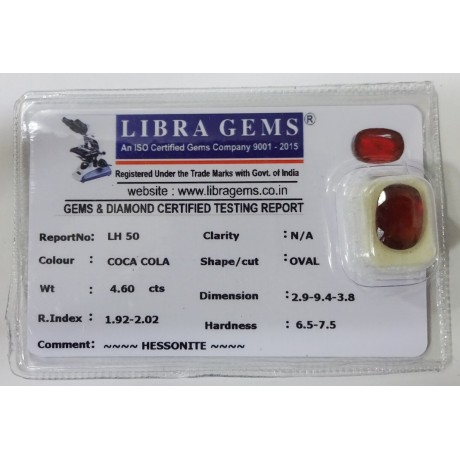 LIBRA GEMS ®
An ISO Certified Gems Company 9001 - 2015
Registered Under the Trade Marks with Govt. of India
website : www.libragems.co.in
GEMS & DIAMOND CERTIFIED TESTING REPORT
ReportNo: LH 50 Clarity : N/A
Colour : COCA COLA Shape/cut : OVAL
Wt : 4.60 cts Dimension : 2.9-9.4-3.8
R.Index : 1.92-2.02 Hardness : 6.5-7.5
Comment: ~~~~ HESSONITE ~~~~